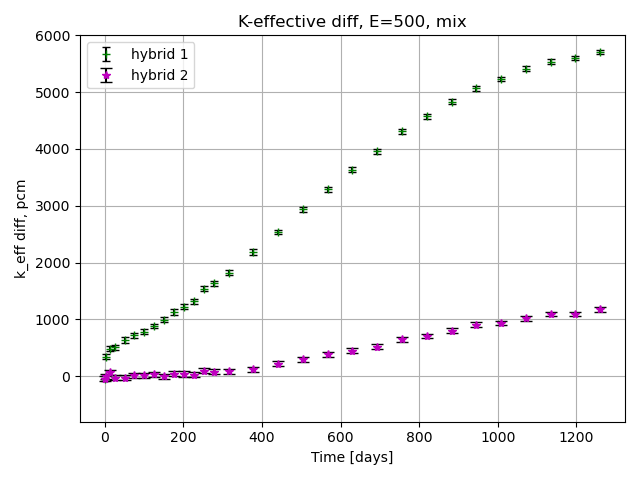 K-effective diff, E=500, mix
hybrid 1
hybrid 2
k_eff diff, pcm
6000
5000
4000
3000
2000
1000
0
0 200 400 600 800 1000 1200
Time [days]